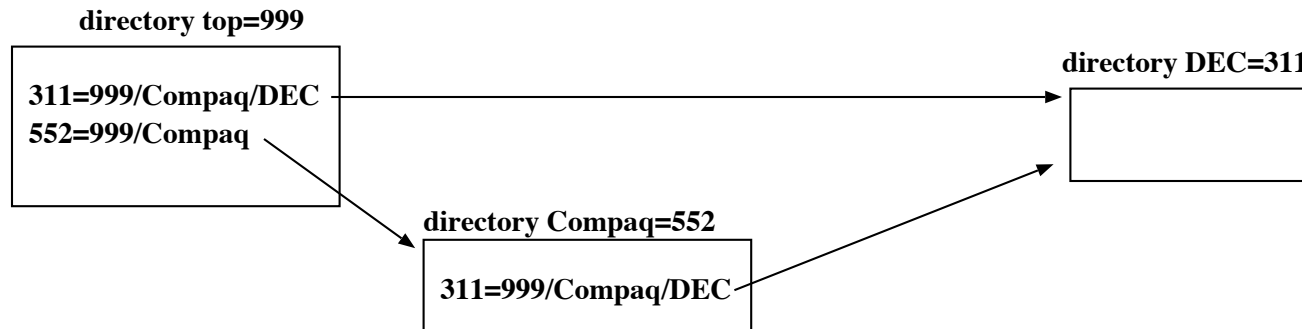 directory top=999
directory DEC=311
311=999/Compaq/DEC
552=999/Compaq
directory Compaq=552
311=999/Compaq/DEC